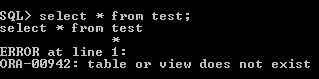 SQL> select * from test;
select * from test
              *
ERROR at line 1:
ORA-00942: table or view does not exist